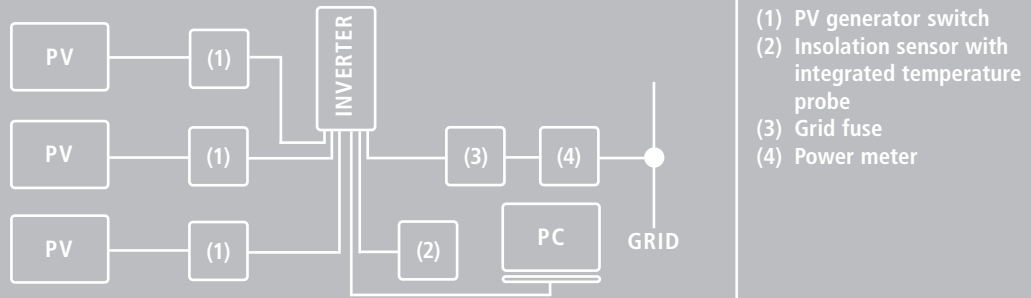 PV
(1)
INVERTER
PV
(1)
(3)
(4)
PV
(1)
(2)
PC
GRID
(1) PV generator switch
(2) Insolation sensor with
integrated temperature
probe
(3) Grid fuse
(4) Power meter